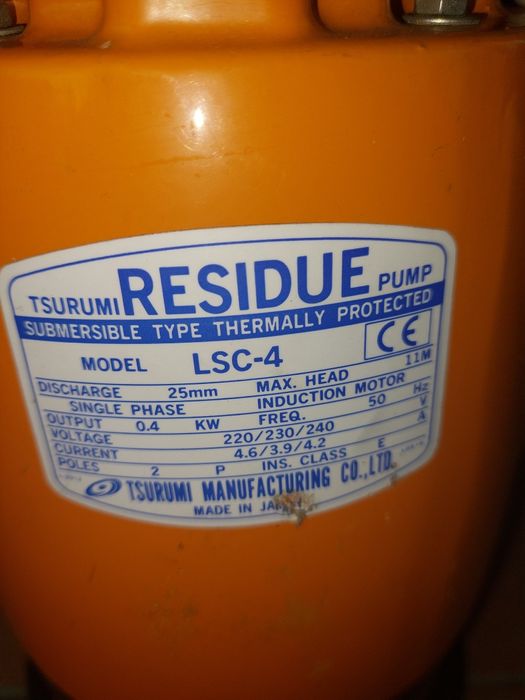 TSURUMI RESIDUE PUMP
SUBMERSIBLE TYPE THERMALLY PROTECTED
MODEL LSC-4 CE
DISCHARGE 25mm MAX. HEAD 11M
SINGLE PHASE INDUCTION MOTOR
OUTPUT 0.4 KW FREQ. 50 Hz
VOLTAGE 220/230/240 V
CURRENT 4.6/3.9/4.2 A
POLES 2 P INS. CLASS E
TSURUMI MANUFACTURING CO.,LTD.
MADE IN JAPAN